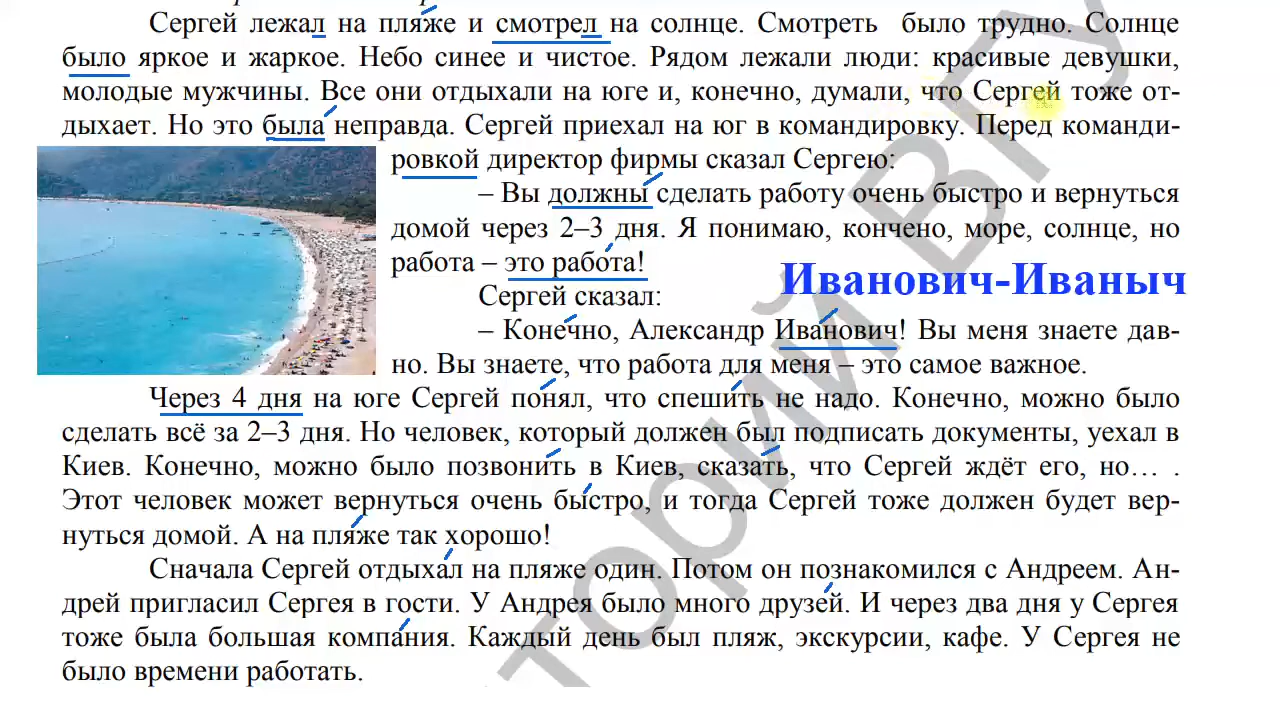 Сергей лежал на пляже и смотрел на солнце. Смотреть было трудно. Солнце
было яркое и жаркое. Небо синее и чистое. Рядом лежали люди: красивые девушки,
молодые мужчины. Все они отдыхали на юге и, конечно, думали, что Сергей тоже от-
дыхает. Но это была неправда. Сергей приехал на юг в командировку. Перед команди-
ровкой директор фирмы сказал Сергею:
– Вы должны сделать работу очень быстро и вернуться
домой через 2–3 дня. Я понимаю, кончено, море, солнце, но
работа – это работа!
Иванович-Иваныч
Сергей сказал:
– Конечно, Александр Иванович! Вы меня знаете дав-
но. Вы знаете, что работа для меня – это самое важное.
Через 4 дня на юге Сергей понял, что спешить не надо. Конечно, можно было
сделать всё за 2–3 дня. Но человек, который должен был подписать документы, уехал в
Киев. Конечно, можно было позвонить в Киев, сказать, что Сергей ждёт его, но… .
Этот человек может вернуться очень быстро, и тогда Сергей тоже должен будет вер-
нуться домой. А на пляже так хорошо!
Сначала Сергей отдыхал на пляже один. Потом он познакомился с Андреем. Ан-
дрей пригласил Сергея в гости. У Андрея было много друзей. И через два дня у Сергея
тоже была большая компания. Каждый день был пляж, экскурсии, кафе. У Сергея не
было времени работать.
торий ВГУ